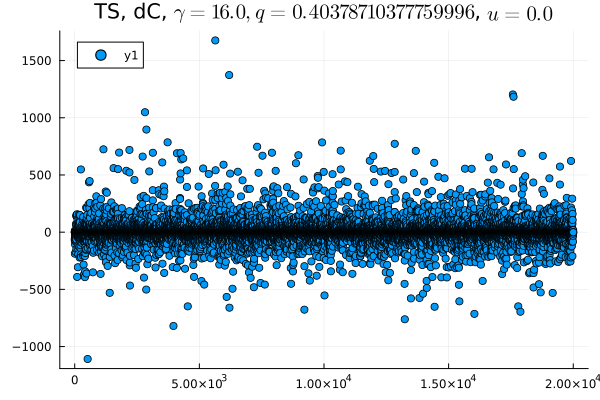 TS, dC, γ = 16.0, q = 0.40378710377759996, u = 0.0
y1
1500
1000
500
0
−500
−1000
0 5.00×10³ 1.00×10⁴ 1.50×10⁴ 2.00×10⁴